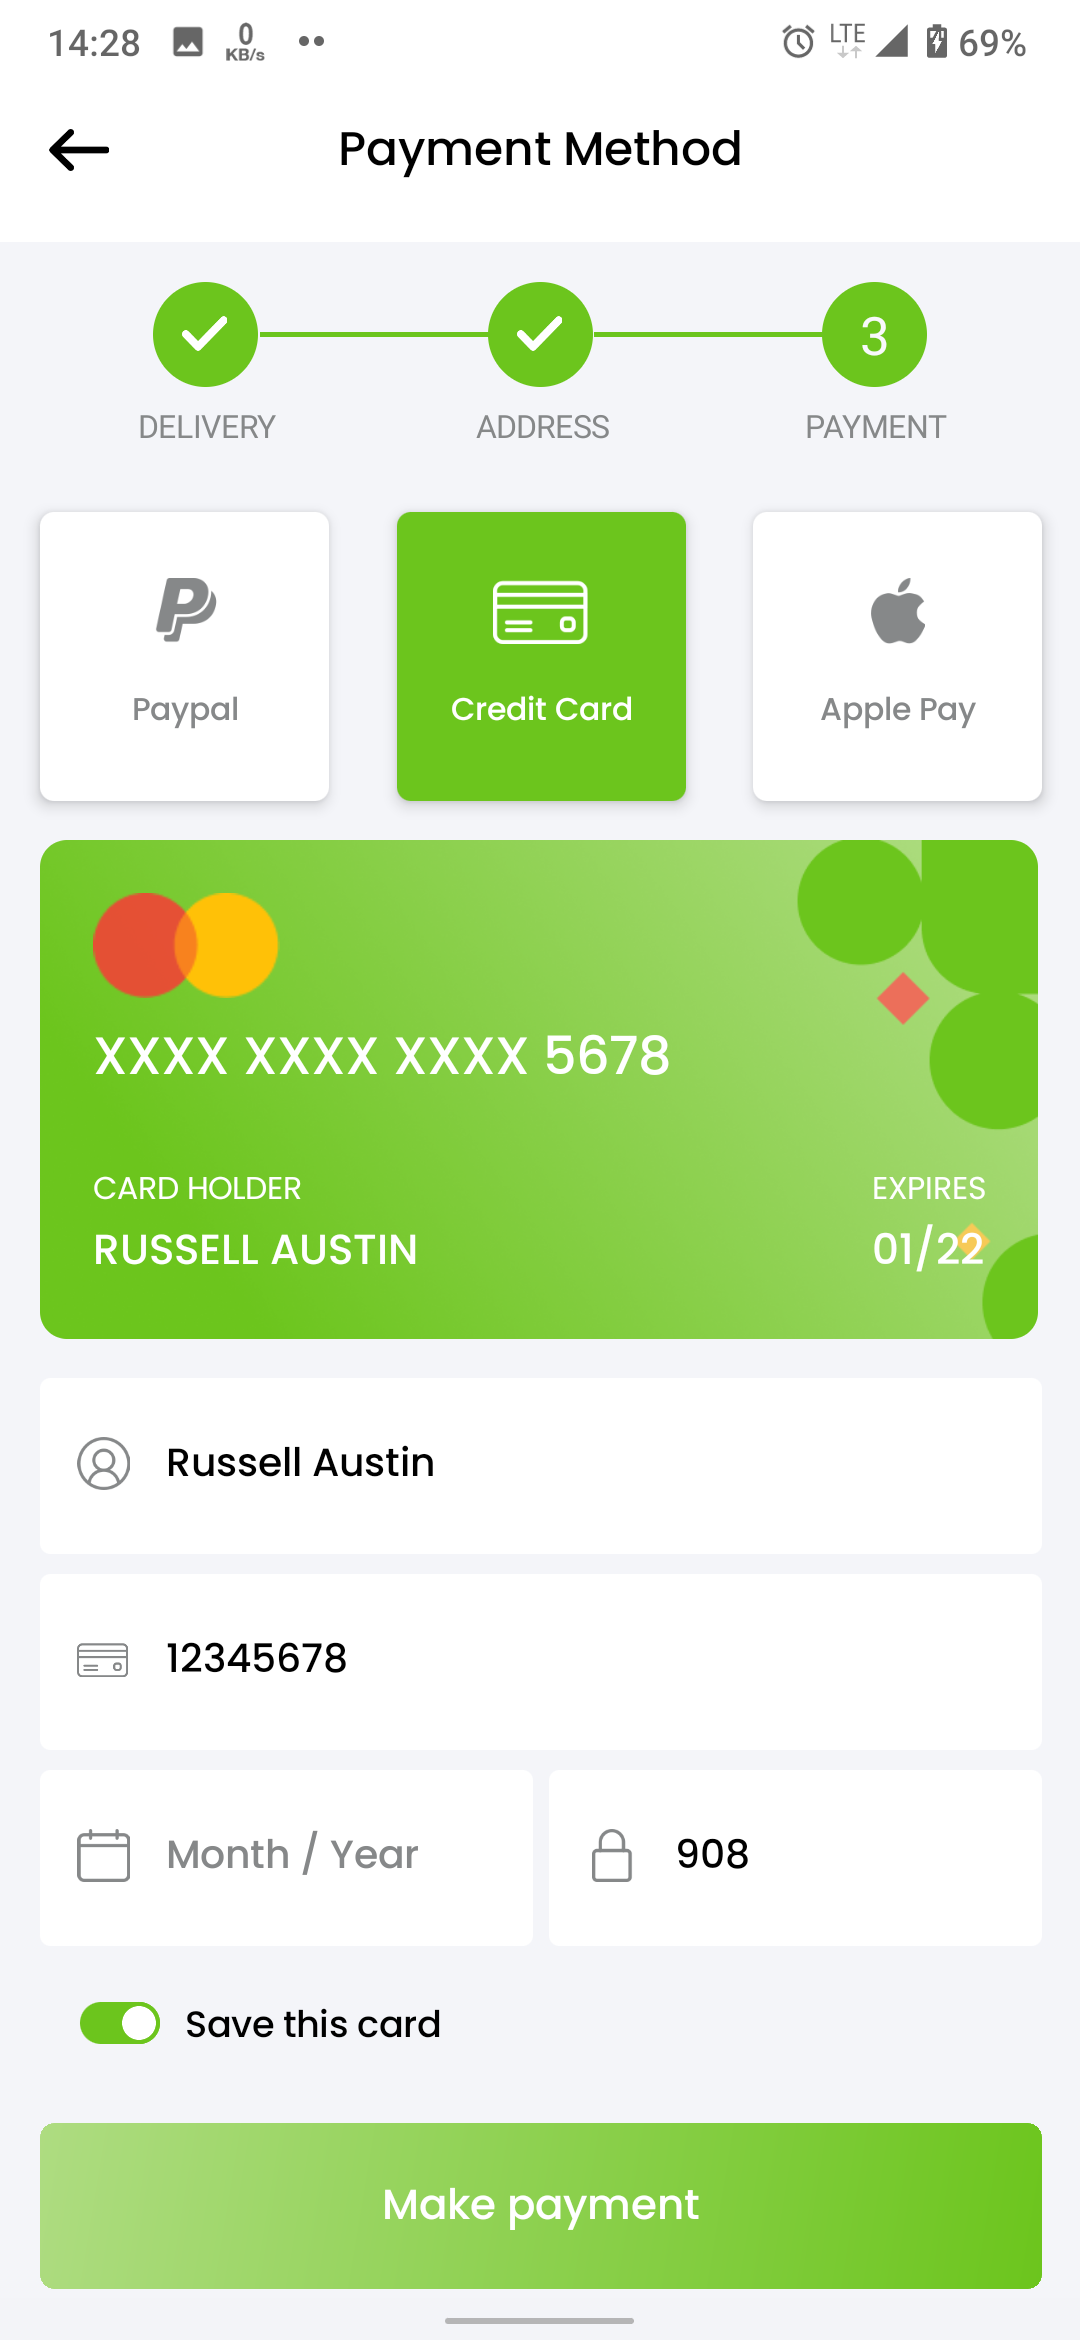 14:28 0 KB/s LTE 69%
Payment Method
3
DELIVERY ADDRESS PAYMENT
Paypal Credit Card Apple Pay
XXXX XXXX XXXX 5678
CARD HOLDER EXPIRES
RUSSELL AUSTIN 01/22
Russell Austin
12345678
Month / Year 908
Save this card
Make payment